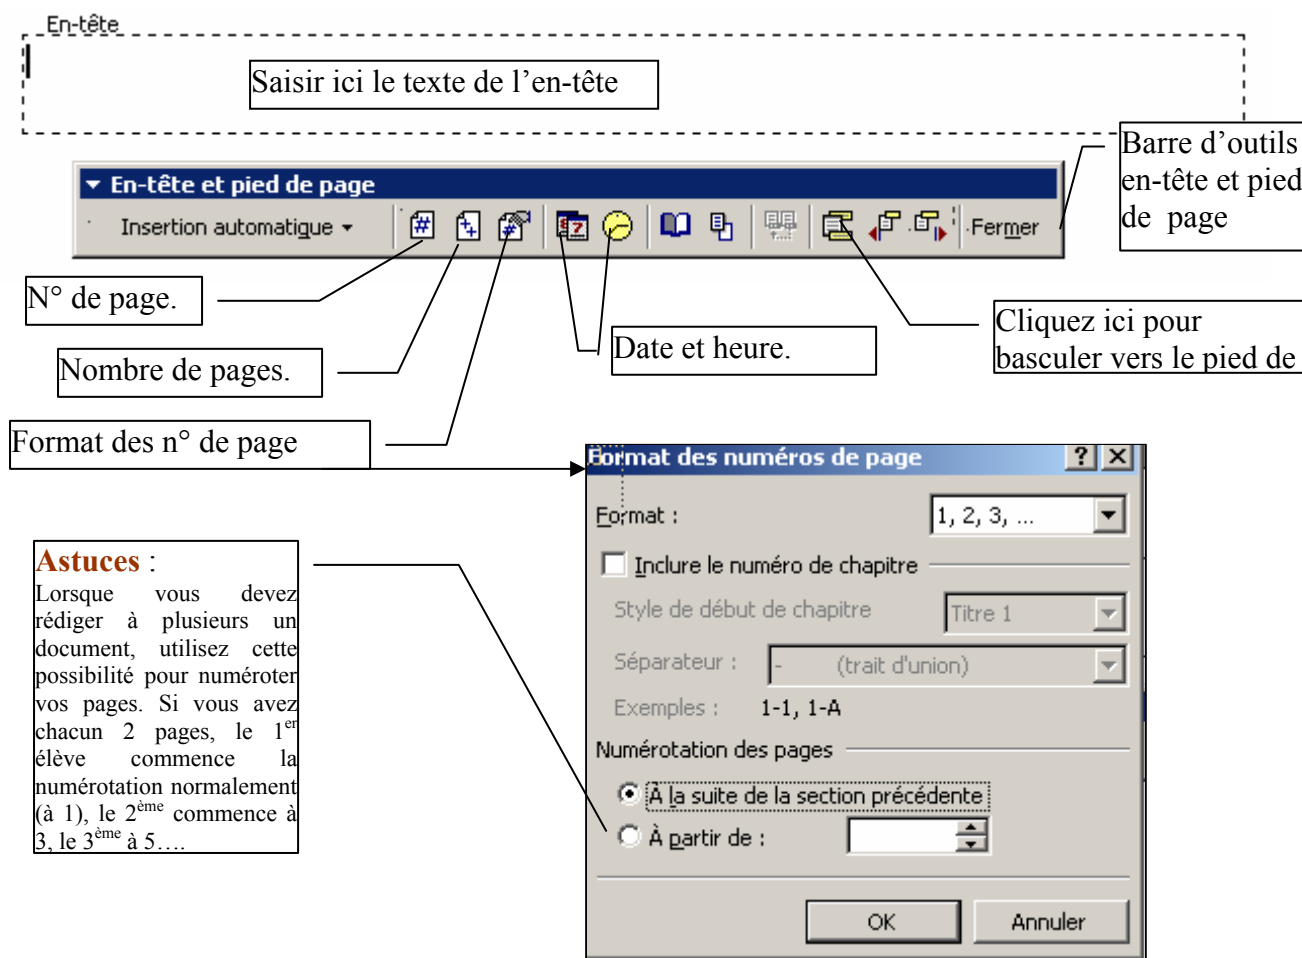 En-tête
Saisir ici le texte de l’en-tête
Barre d’outils
en-tête et pied
de page
En-tête et pied de page
Insertion automatique
Fermer
N° de page.
Nombre de pages.
Date et heure.
Cliquez ici pour
basculer vers le pied de
Format des n° de page
Format des numéros de page
Format :
1, 2, 3, ...
Inclure le numéro de chapitre
Style de début de chapitre
Titre 1
Séparateur :
- (trait d'union)
Exemples : 1-1, 1-A
Numérotation des pages
À la suite de la section précédente
À partir de :
OK
Annuler
Astuces :
Lorsque vous devez
rédiger à plusieurs un
document, utilisez cette
possibilité pour numéroter
vos pages. Si vous avez
chacun 2 pages, le 1er
élève commence la
numérotation normalement
(à 1), le 2ème commence à
3, le 3ème à 5….